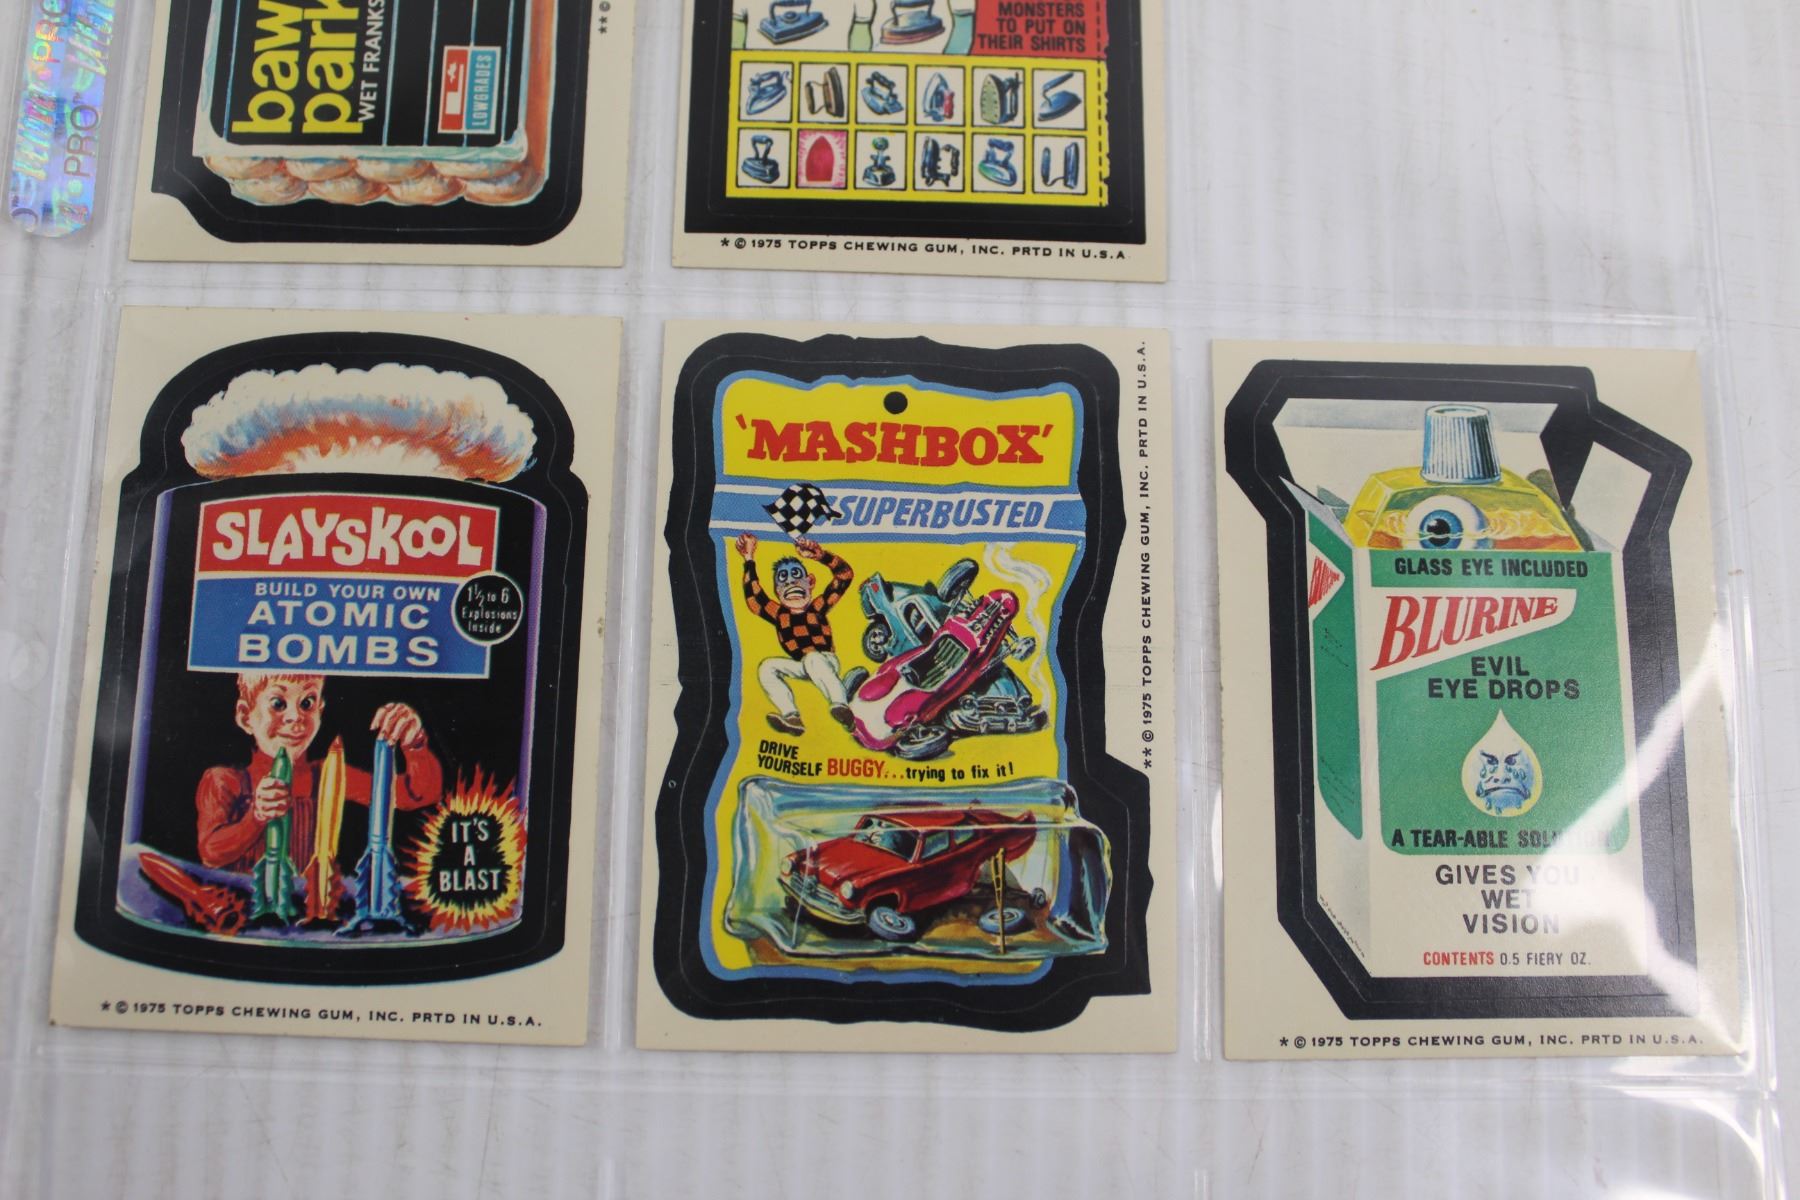 PRO
baw
park
WET FRANKS
LOWGRADES
**©
MONSTERS
TO PUT ON
THEIR SHIRTS
* © 1975 TOPPS CHEWING GUM, INC. PRTD IN U.S.A
SLAYSKOOL
BUILD YOUR OWN
ATOMIC
BOMBS
1½ to 6
Explosions
Inside
IT'S
A
BLAST
* © 1975 TOPPS CHEWING GUM, INC. PRTD IN U.S.A.
'MASHBOX'
SUPERBUSTED
DRIVE
YOURSELF BUGGY...trying to fix it!
** © 1975 TOPPS CHEWING GUM, INC. PRTD IN U.S.A.
GLASS EYE INCLUDED
BLURINE
EVIL
EYE DROPS
A TEAR-ABLE SOLUTION
GIVES YOU
WET
VISION
CONTENTS 0.5 FIERY OZ.
* © 1975 TOPPS CHEWING GUM, INC. PRTD IN U.S.A.